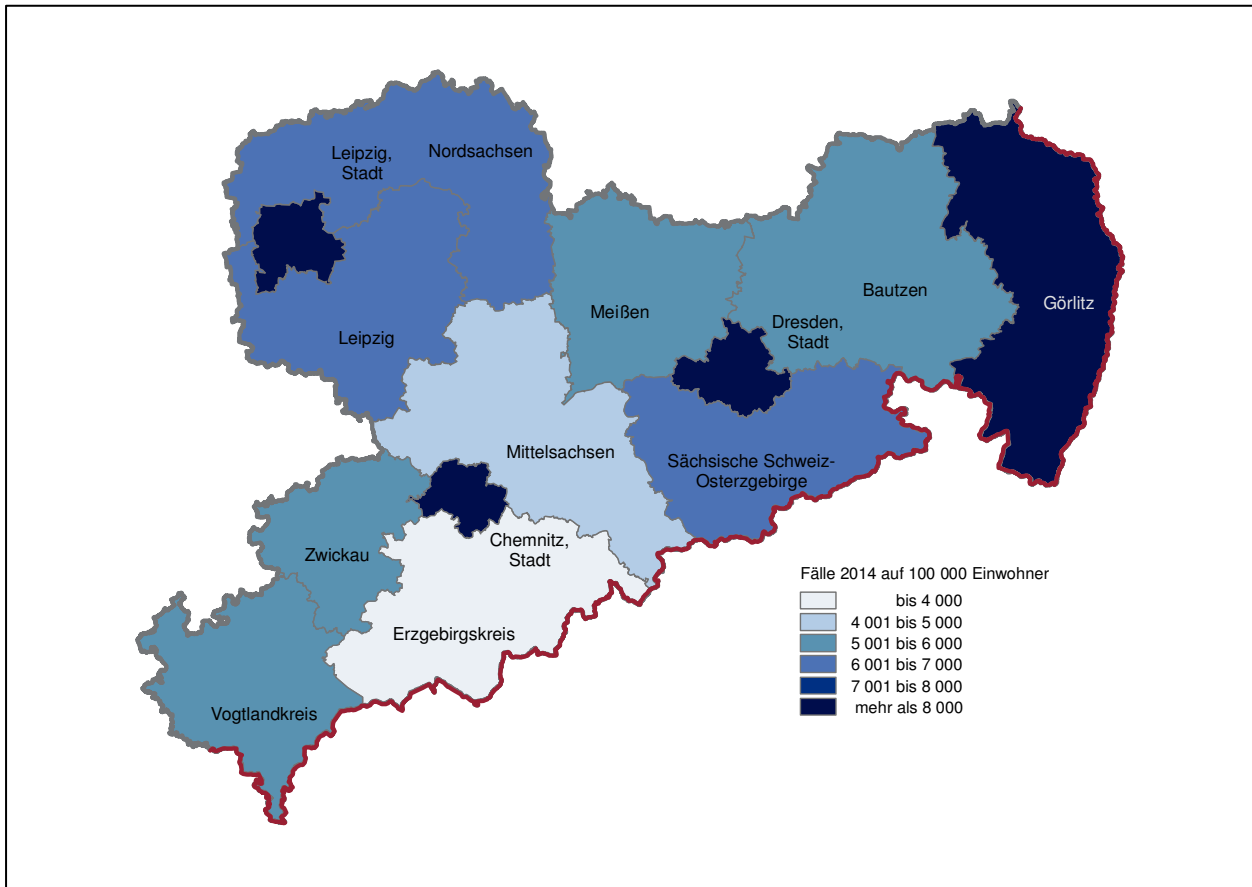 Leipzig,
Stadt
Nordsachsen
Leipzig
Meißen
Dresden,
Stadt
Bautzen
Görlitz
Mittelsachsen
Sächsische Schweiz-
Osterzgebirge
Chemnitz,
Stadt
Zwickau
Erzgebirgskreis
Vogtlandkreis
Fälle 2014 auf 100 000 Einwohner
bis 4 000
4 001 bis 5 000
5 001 bis 6 000
6 001 bis 7 000
7 001 bis 8 000
mehr als 8 000